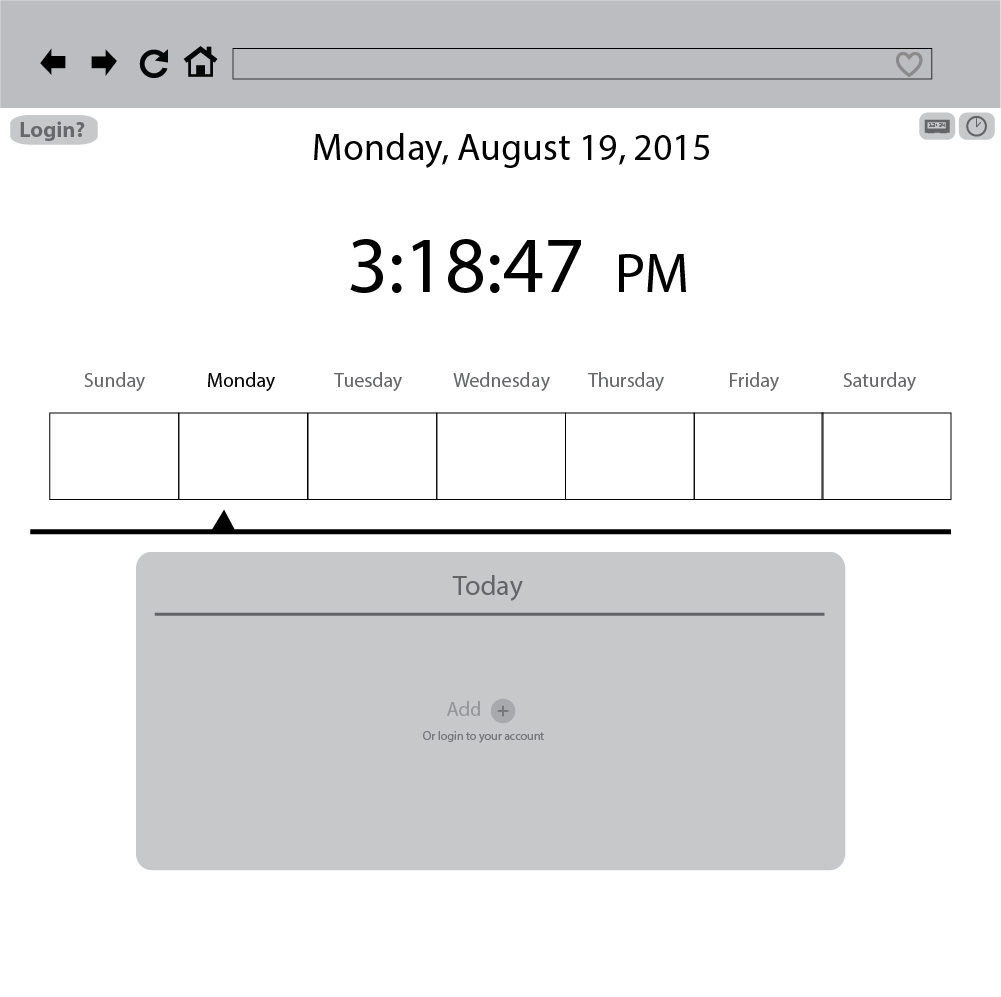 Login?
Monday, August 19, 2015
3:18:47 PM
Sunday Monday Tuesday Wednesday Thursday Friday Saturday
Today
Add +
Or login to your account